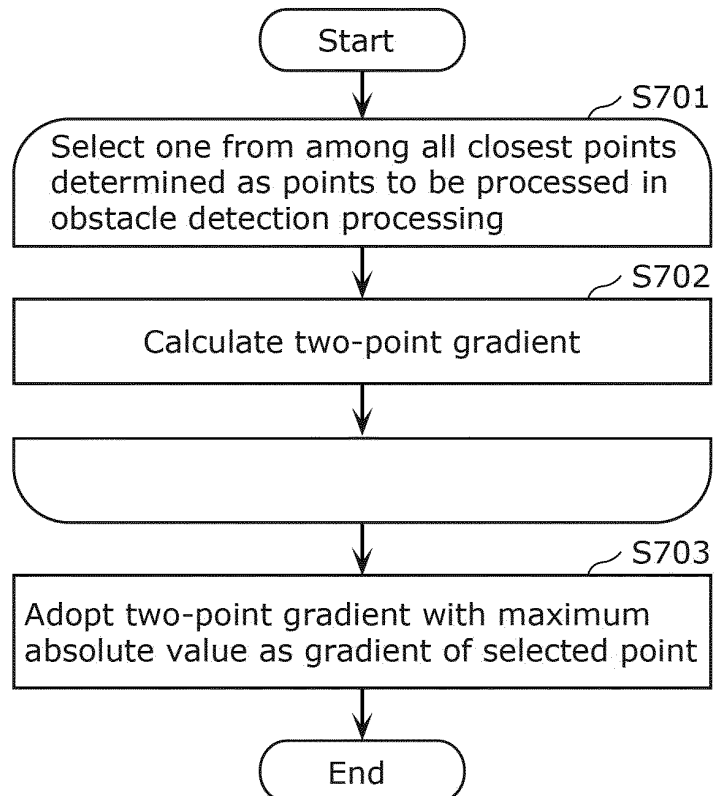 Start
S701
Select one from among all closest points
determined as points to be processed in
obstacle detection processing
S702
Calculate two-point gradient
S703
Adopt two-point gradient with maximum
absolute value as gradient of selected point
End